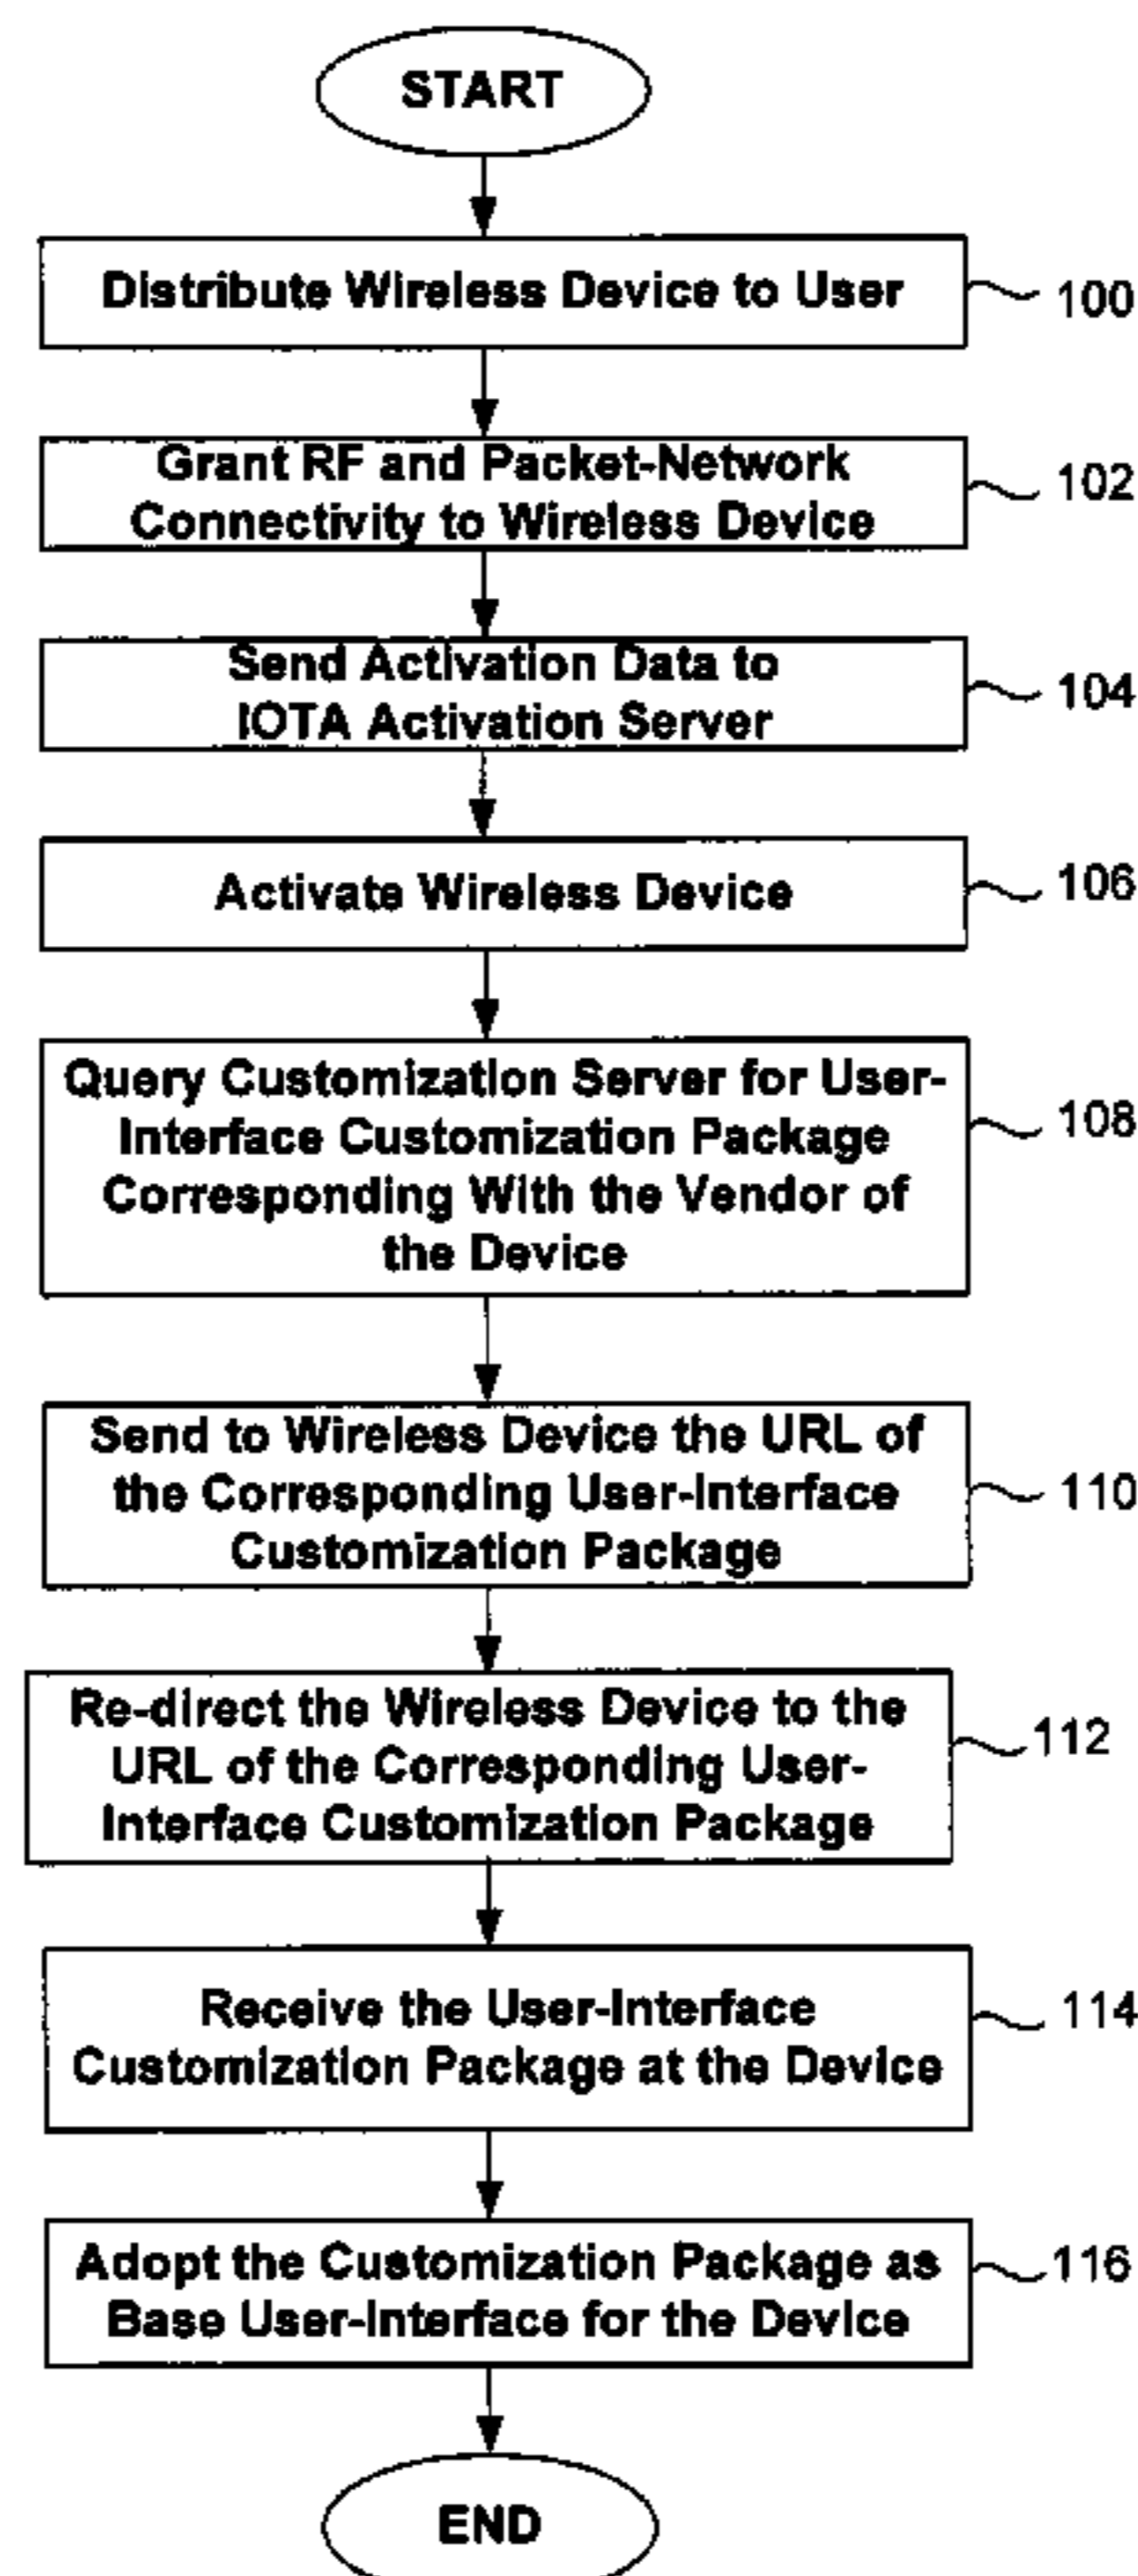 START
Distribute Wireless Device to User
100
Grant RF and Packet-Network
Connectivity to Wireless Device
102
Send Activation Data to
IOTA Activation Server
104
Activate Wireless Device
106
Query Customization Server for User-
Interface Customization Package
Corresponding With the Vendor of
the Device
108
Send to Wireless Device the URL of
the Corresponding User-Interface
Customization Package
110
Re-direct the Wireless Device to the
URL of the Corresponding User-
Interface Customization Package
112
Receive the User-Interface
Customization Package at the Device
114
Adopt the Customization Package as
Base User-Interface for the Device
116
END